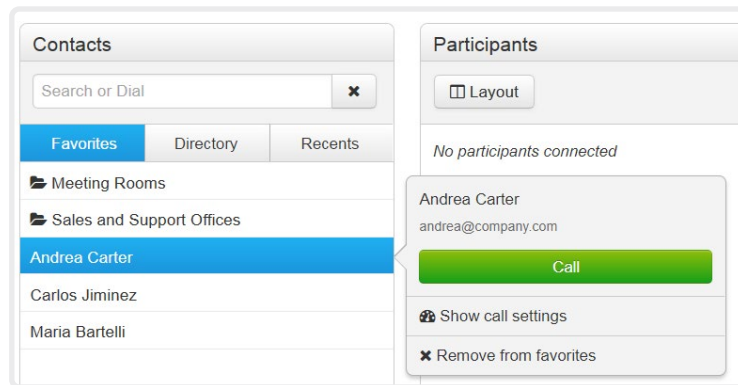 Contacts
Search or Dial
Favorites Directory Recents
Meeting Rooms
Sales and Support Offices
Andrea Carter
Carlos Jiminez
Maria Bartelli
Participants
Layout
No participants connected
Andrea Carter
andrea@company.com
Call
Show call settings
Remove from favorites